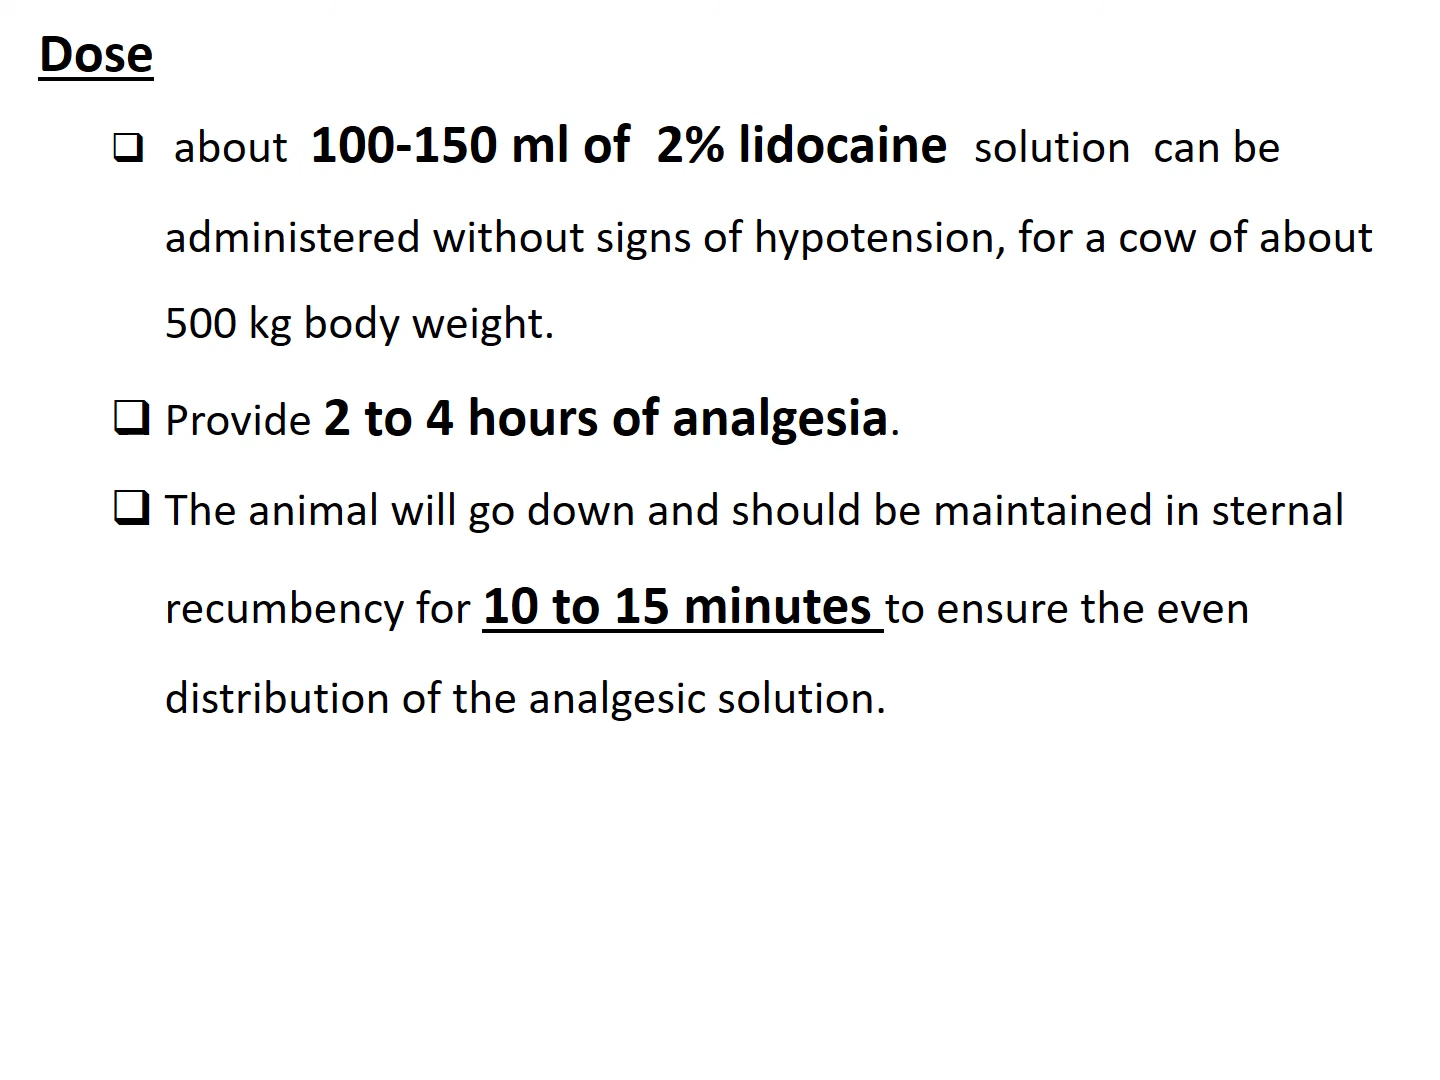 Dose
❑ about 100-150 ml of 2% lidocaine solution can be
administered without signs of hypotension, for a cow of about
500 kg body weight.
❑ Provide 2 to 4 hours of analgesia.
❑ The animal will go down and should be maintained in sternal
recumbency for 10 to 15 minutes to ensure the even
distribution of the analgesic solution.